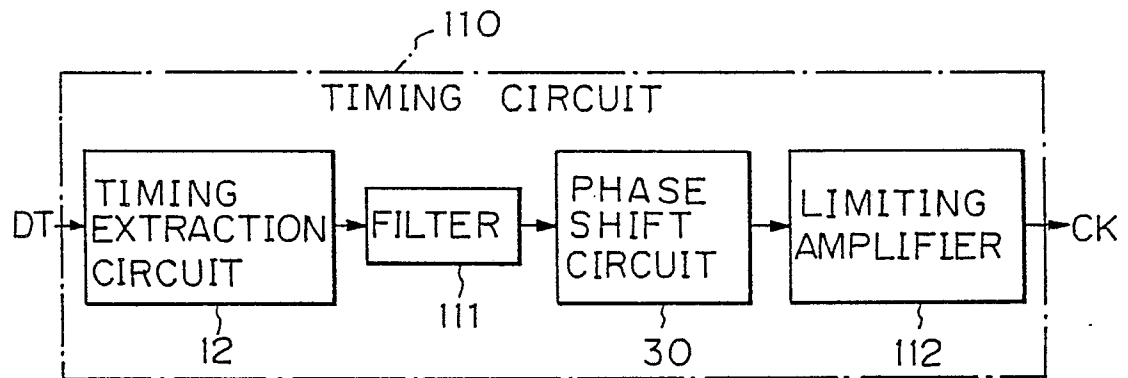 110
TIMING CIRCUIT
DT
TIMING
EXTRACTION
CIRCUIT
FILTER
PHASE
SHIFT
CIRCUIT
LIMITING
AMPLIFIER
CK
12
111
30
112